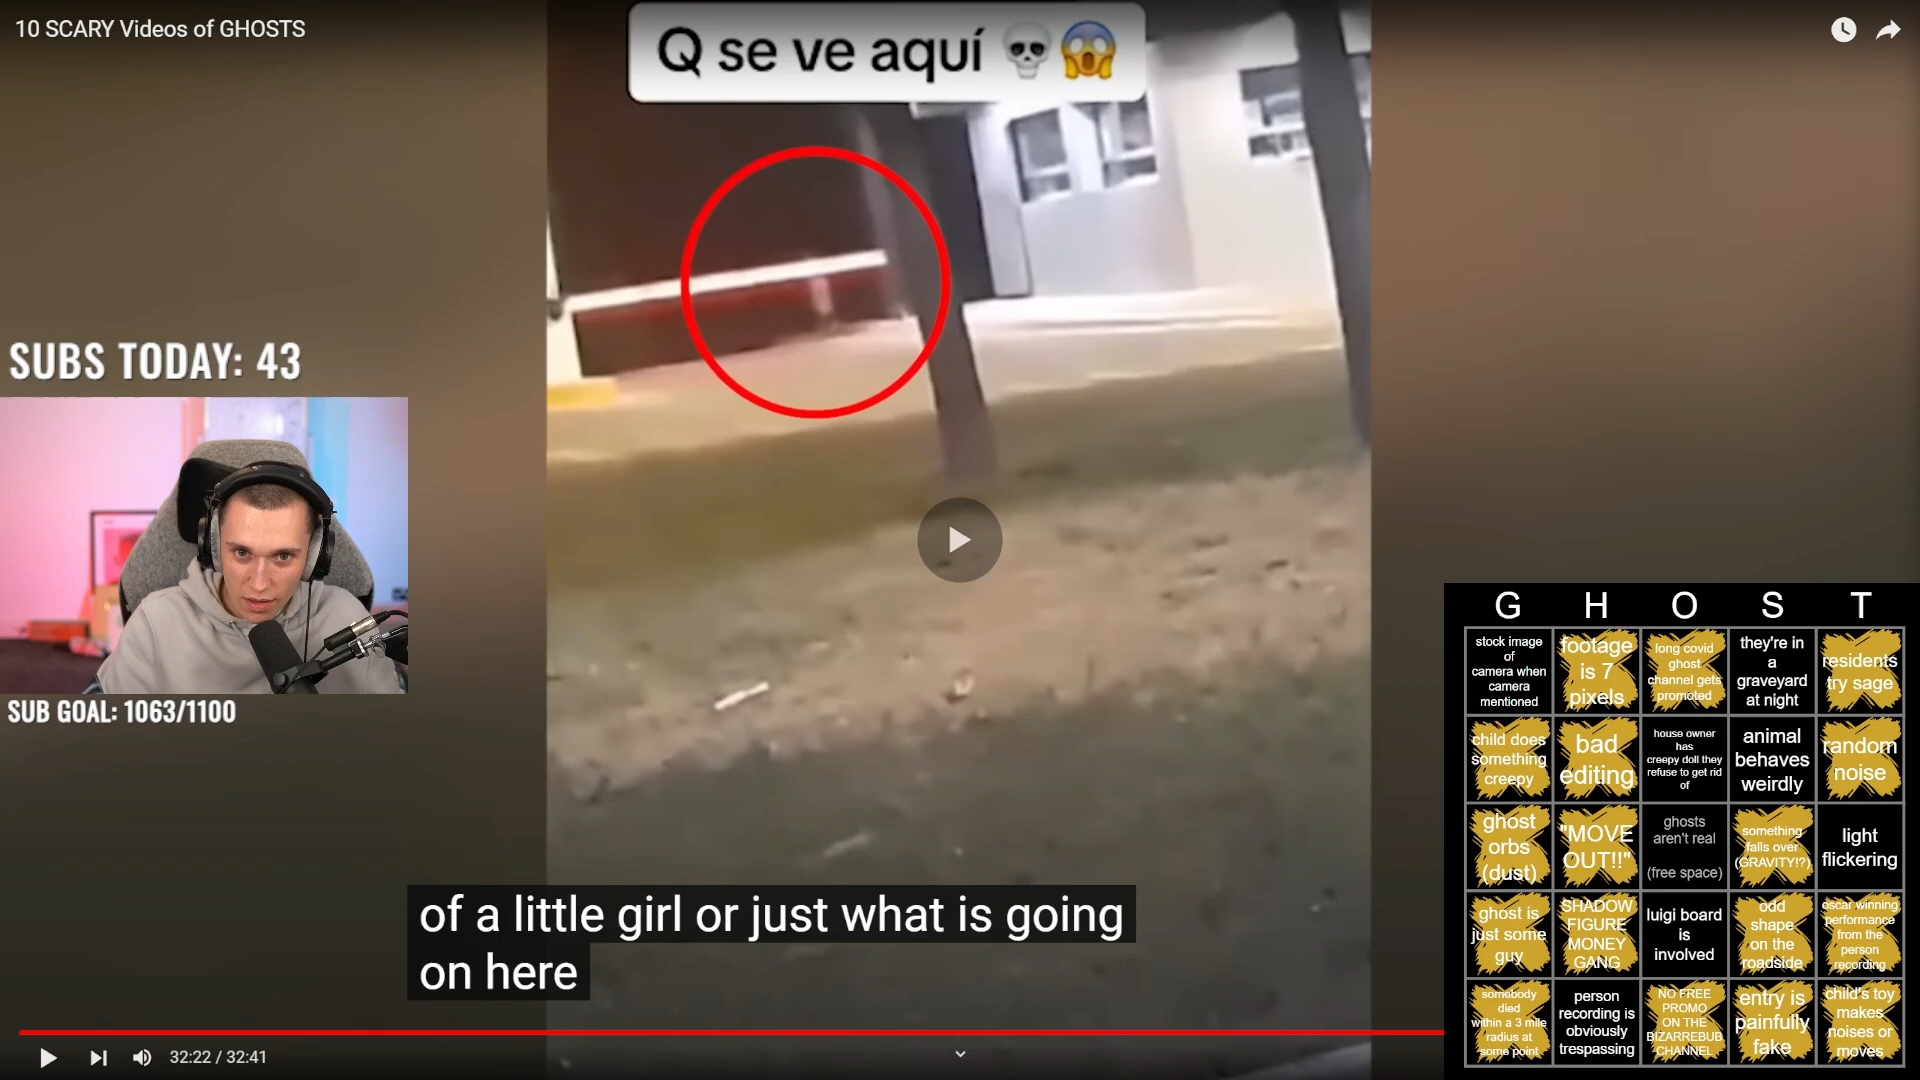 10 SCARY Videos of GHOSTS
Q se ve aquí 💀😱
SUBS TODAY: 43
SUB GOAL: 1063/1100
of a little girl or just what is going
on here
32:22 / 32:41
G H O S T
stock image
of
camera when
camera
mentioned
footage
is 7
pixels
long covid
ghost
channel gets
promoted
they're in
a
graveyard
at night
residents
try sage
child does
something
creepy
bad
editing
house owner
has
creepy doll they
refuse to get rid
of
animal
behaves
weirdly
random
noise
ghost
orbs
(dust)
"MOVE
OUT!!"
ghosts
aren't real
(free space)
something
falls over
(GRAVITY!?)
light
flickering
ghost is
just some
guy
SHADOW
FIGURE
MONEY
GANG
luigi board
is
involved
odd
shape
on the
roadside
oscar winning
performance
from the
person
recording
somebody
died
within a 3 mile
radius at
some point
person
recording is
obviously
trespassing
NO FREE
PROMO
ON THE
BIZARREBUB
CHANNEL
entry is
painfully
fake
child's toy
makes
noises or
moves